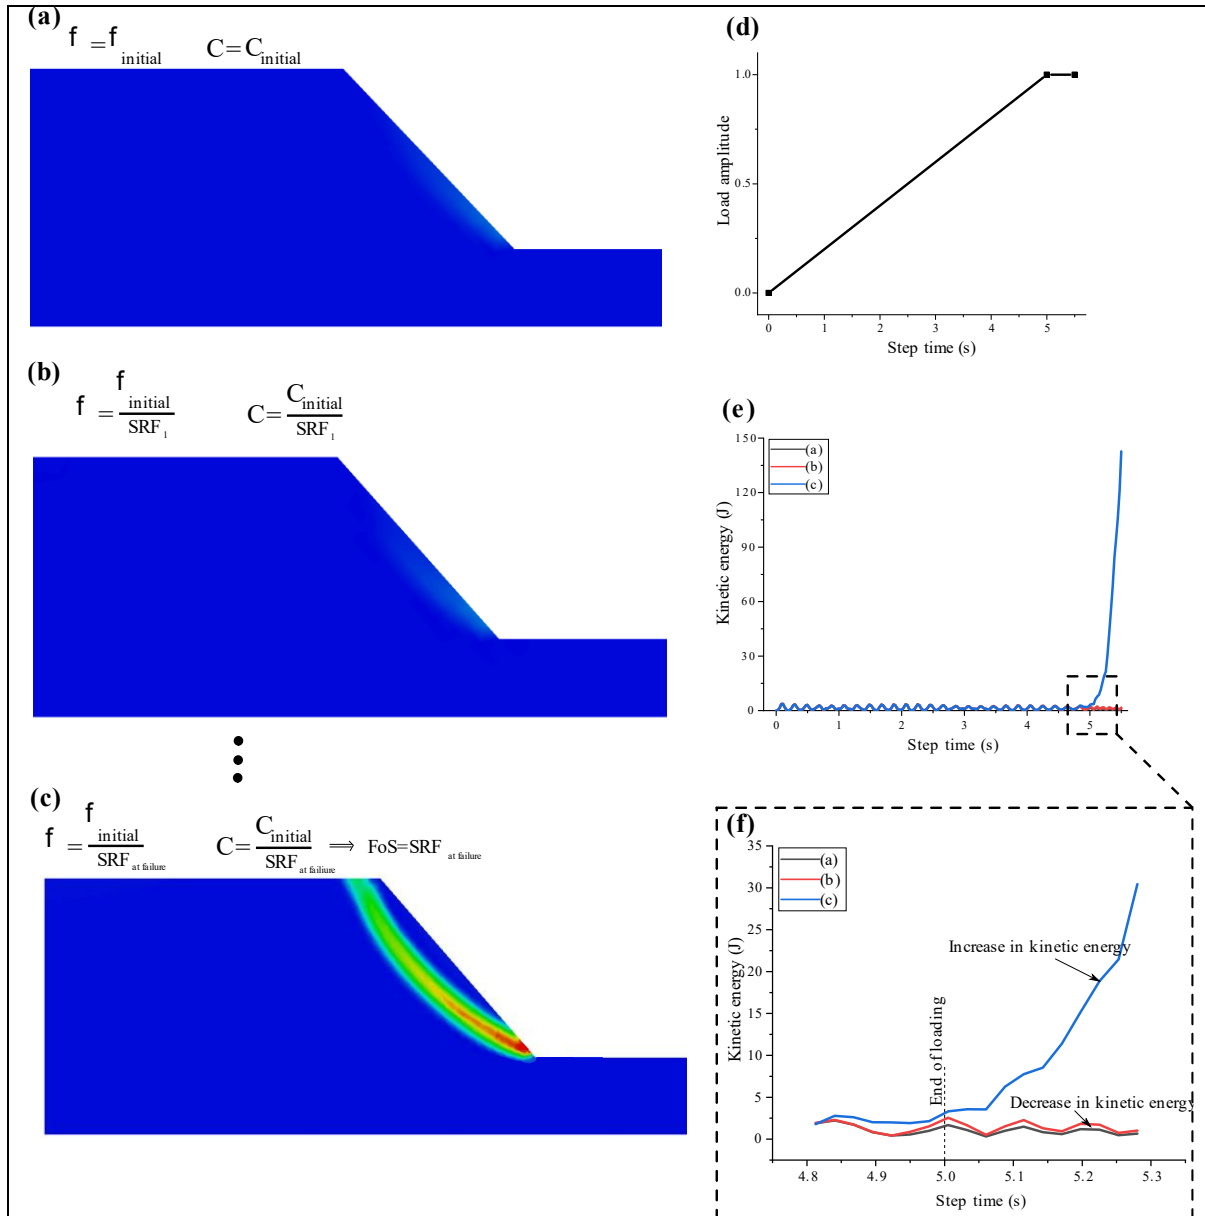 (a)
f = f initial C = C initial
(b)
f = f initial / SRF 1 C = C initial / SRF 1
(c)
f = f initial / SRF at failure C = C initial / SRF at failiure ⟹ FoS=SRF at failure
(d)
1.0
0.5
0.0
Load amplitude
0 1 2 3 4 5
Step time (s)
(e)
150
120
90
60
30
0
Kinetic energy (J)
(a)
(b)
(c)
0 1 2 3 4 5
Step time (s)
(f)
35
30
25
20
15
10
5
0
Kinetic energy (J)
(a)
(b)
(c)
Increase in kinetic energy
End of loading
Decrease in kinetic energy
4.8 4.9 5.0 5.1 5.2 5.3
Step time (s)